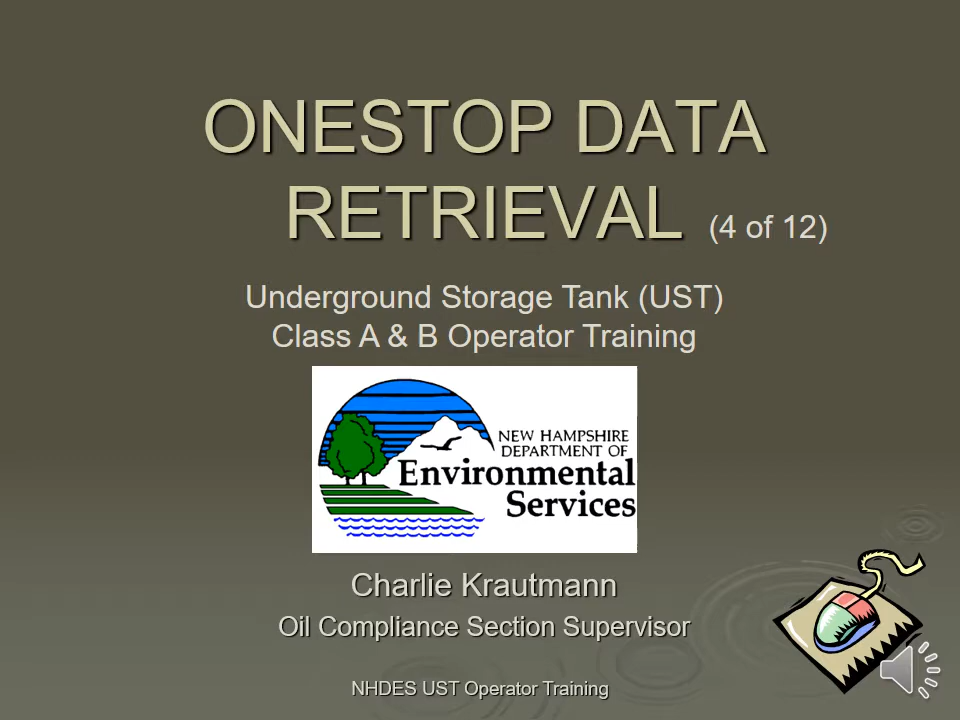 ONESTOP DATA
RETRIEVAL (4 of 12)
Underground Storage Tank (UST)
Class A & B Operator Training
NEW HAMPSHIRE
DEPARTMENT OF
Environmental
Services
Charlie Krautmann
Oil Compliance Section Supervisor
NHDES UST Operator Training